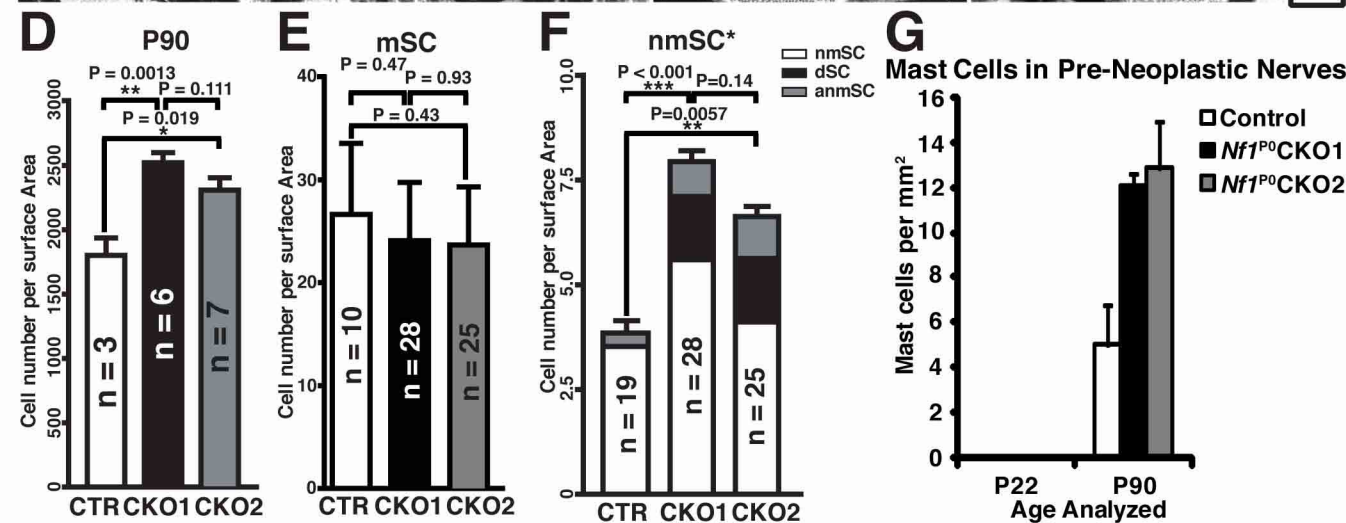 D
P90
P = 0.0013
**
P = 0.111
P = 0.019
*
Cell number per surface Area
3000
2500
2000
1500
1000
500
0
n = 3
n = 6
n = 7
CTR CKO1 CKO2
E
mSC
P = 0.47
P = 0.93
P = 0.43
Cell number per surface Area
40
30
20
10
0
n = 10
n = 28
n = 25
CTR CKO1 CKO2
F
nmSC*
nmSC
dSC
anmSC
P < 0.001
***
P=0.14
P=0.0057
**
Cell number per surface Area
10.0
7.5
5.0
2.5
0
n = 19
n = 28
n = 25
CTR CKO1 CKO2
G
Mast Cells in Pre-Neoplastic Nerves
Control
Nf1ᴾ⁰CKO1
Nf1ᴾ⁰CKO2
Mast cells per mm²
16
14
12
10
8
6
4
2
0
P22 P90
Age Analyzed